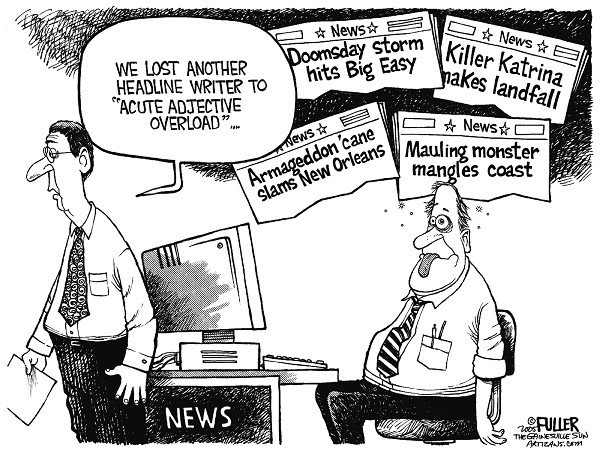 WE LOST ANOTHER
HEADLINE WRITER TO
"ACUTE ADJECTIVE
OVERLOAD"....
☆ News ☆
Doomsday storm
hits Big Easy
☆ News ☆
Killer Katrina
makes landfall
News ☆
Armageddon 'cane
slams New Orleans
☆ News ☆
Mauling monster
mangles coast
NEWS
©FULLER
2005 THE GAINESVILLE SUN
ARTIZANS.COM